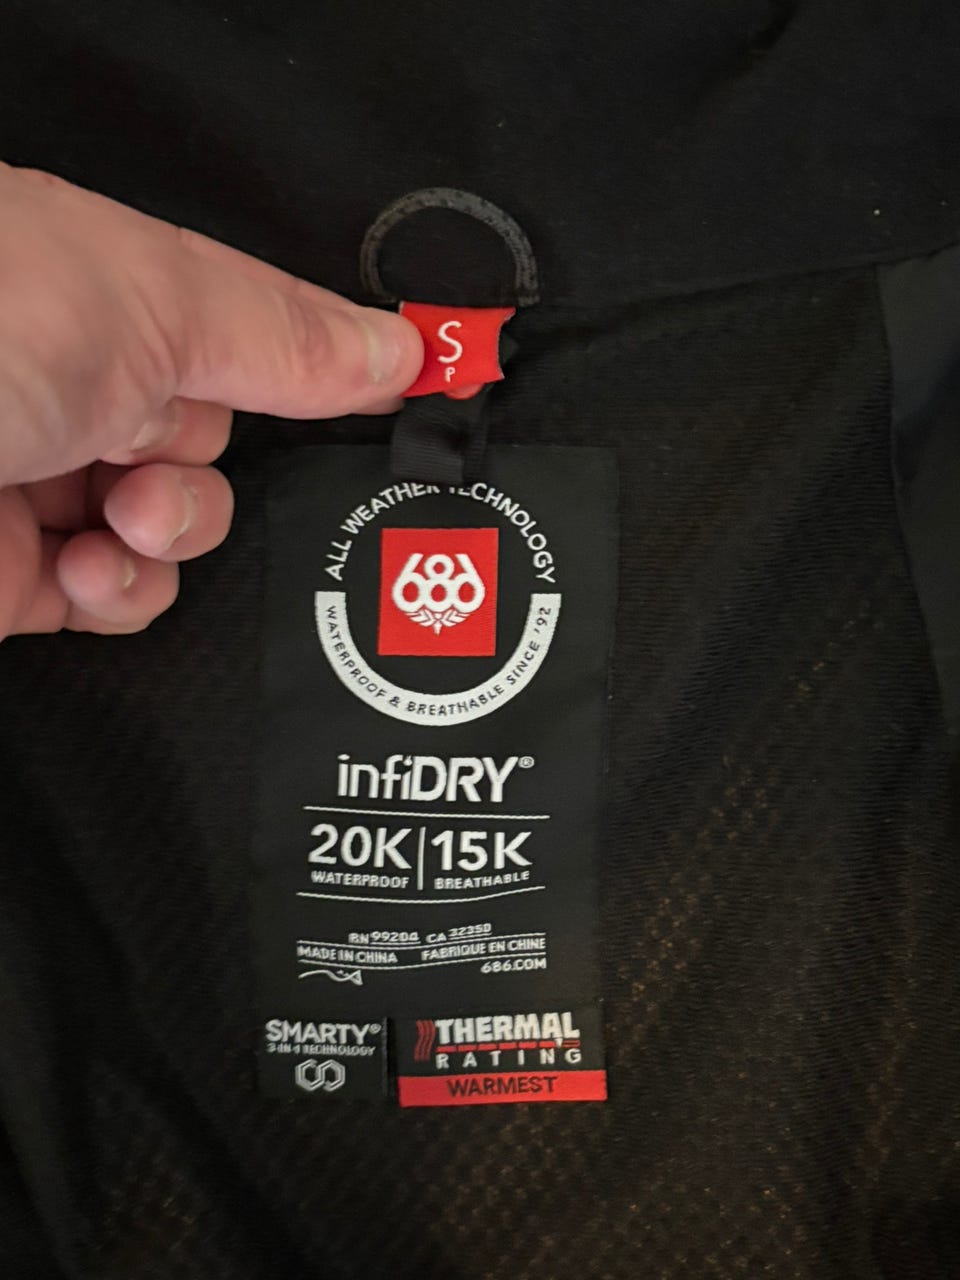 S
P
ALL WEATHER TECHNOLOGY
686
WATERPROOF & BREATHABLE SINCE '92
infiDRY®
20K | 15K
WATERPROOF BREATHABLE
RN 99204 CA 32350
MADE IN CHINA FABRIQUE EN CHINE
686.COM
SMARTY®
3-IN-1 TECHNOLOGY
THERMAL
RATING
WARMEST